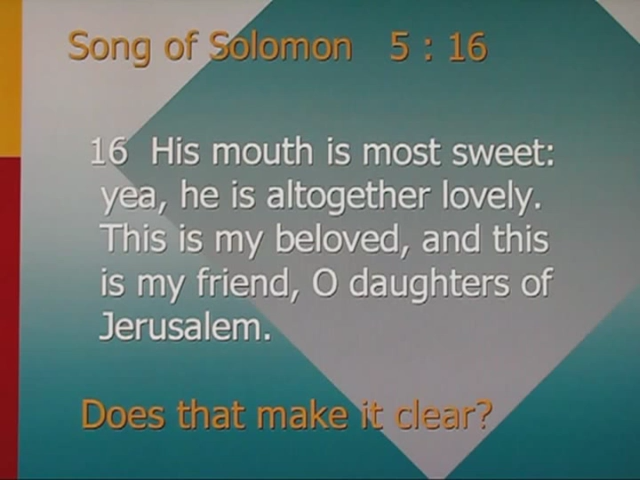 Song of Solomon 5 : 16
16 His mouth is most sweet:
yea, he is altogether lovely.
This is my beloved, and this
is my friend, O daughters of
Jerusalem.
Does that make it clear?